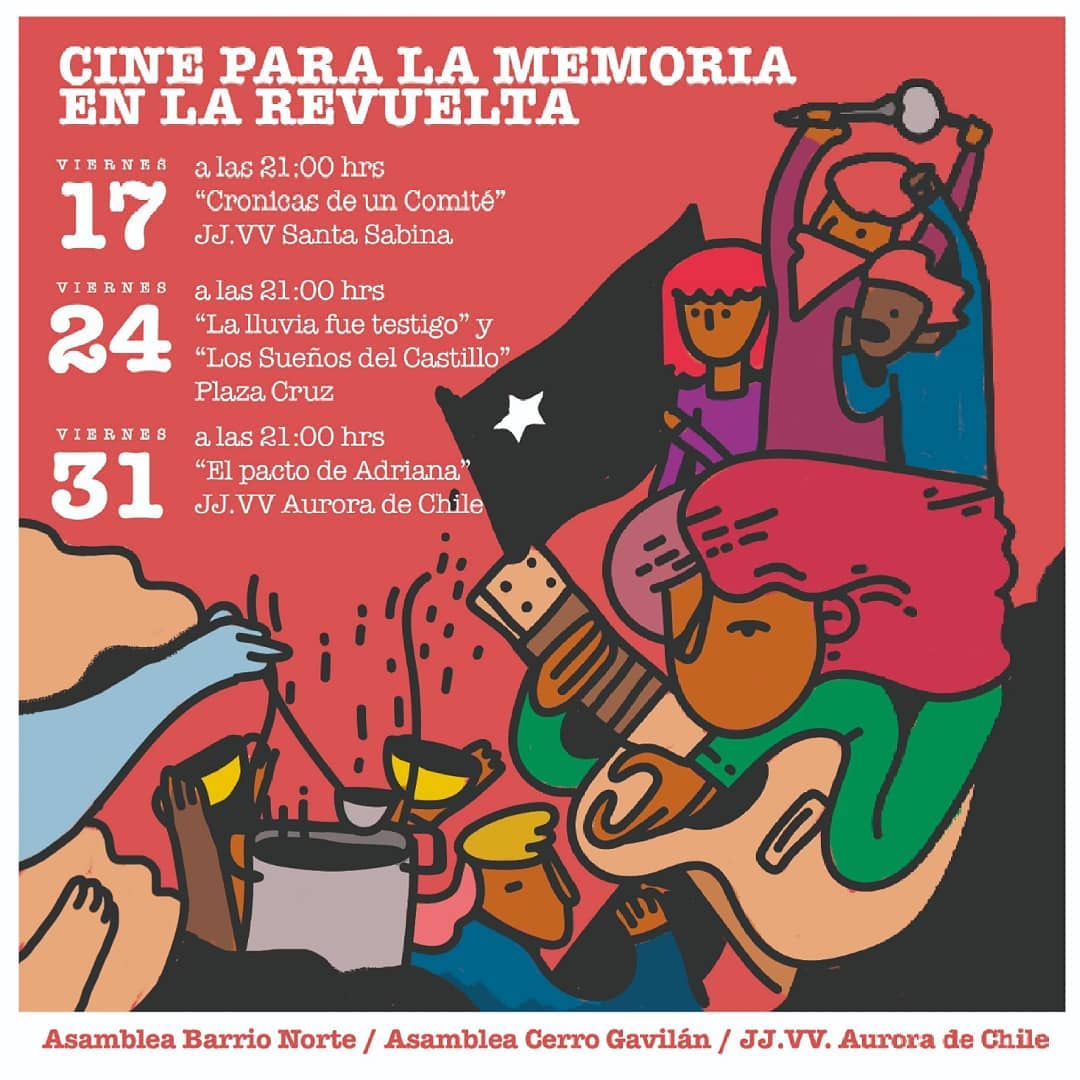 CINE PARA LA MEMORIA
EN LA REVUELTA
VIERNES
17
a las 21:00 hrs
“Cronicas de un Comité”
JJ.VV Santa Sabina
VIERNES
24
a las 21:00 hrs
“La lluvia fue testigo” y
“Los Sueños del Castillo”
Plaza Cruz
VIERNES
31
a las 21:00 hrs
“El pacto de Adriana”
JJ.VV Aurora de Chile
Asamblea Barrio Norte / Asamblea Cerro Gavilán / JJ.VV. Aurora de Chile